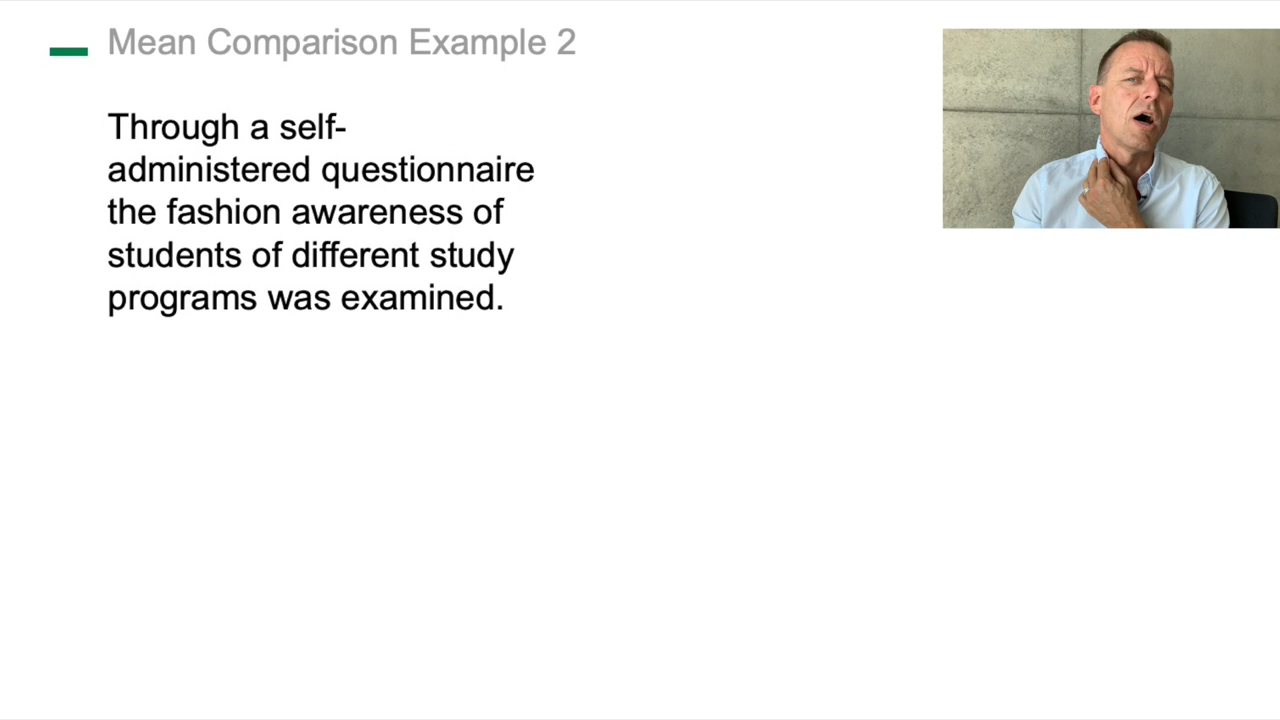 Mean Comparison Example 2
Through a self-
administered questionnaire
the fashion awareness of
students of different study
programs was examined.